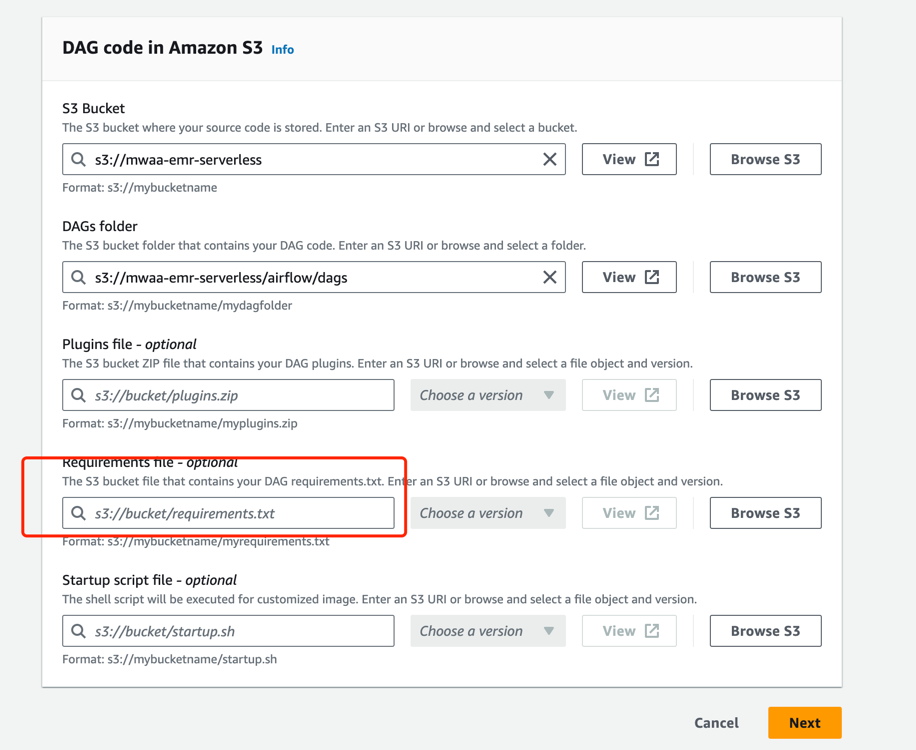 DAG code in Amazon S3 Info
S3 Bucket
The S3 bucket where your source code is stored. Enter an S3 URI or browse and select a bucket.
s3://mwaa-emr-serverless View Browse S3
Format: s3://mybucketname
DAGs folder
The S3 bucket folder that contains your DAG code. Enter an S3 URI or browse and select a folder.
s3://mwaa-emr-serverless/airflow/dags View Browse S3
Format: s3://mybucketname/mydagfolder
Plugins file - optional
The S3 bucket ZIP file that contains your DAG plugins. Enter an S3 URI or browse and select a file object and version.
s3://bucket/plugins.zip Choose a version View Browse S3
Format: s3://mybucketname/myplugins.zip
Requirements file - optional
The S3 bucket file that contains your DAG requirements.txt. Enter an S3 URI or browse and select a file object and version.
s3://bucket/requirements.txt Choose a version View Browse S3
Format: s3://mybucketname/myrequirements.txt
Startup script file - optional
The shell script will be executed for customized image. Enter an S3 URI or browse and select a file object and version.
s3://bucket/startup.sh Choose a version View Browse S3
Format: s3://mybucketname/startup.sh
Cancel Next